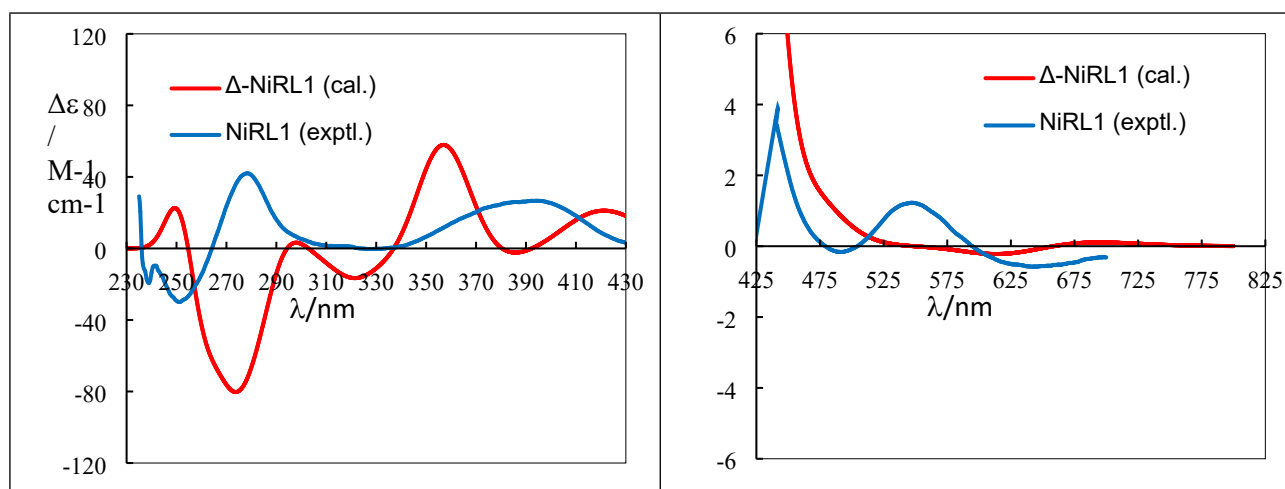 120
Δε
80
/
M-1
40
cm-1
0
-40
-80
-120
Δ-NiRL1 (cal.)
NiRL1 (exptl.)
230 250 270 290 310 330 350 370 390 410 430
λ/nm
6
4
2
0
-2
-4
-6
Δ-NiRL1 (cal.)
NiRL1 (exptl.)
425 475 525 575 625 675 725 775 825
λ/nm